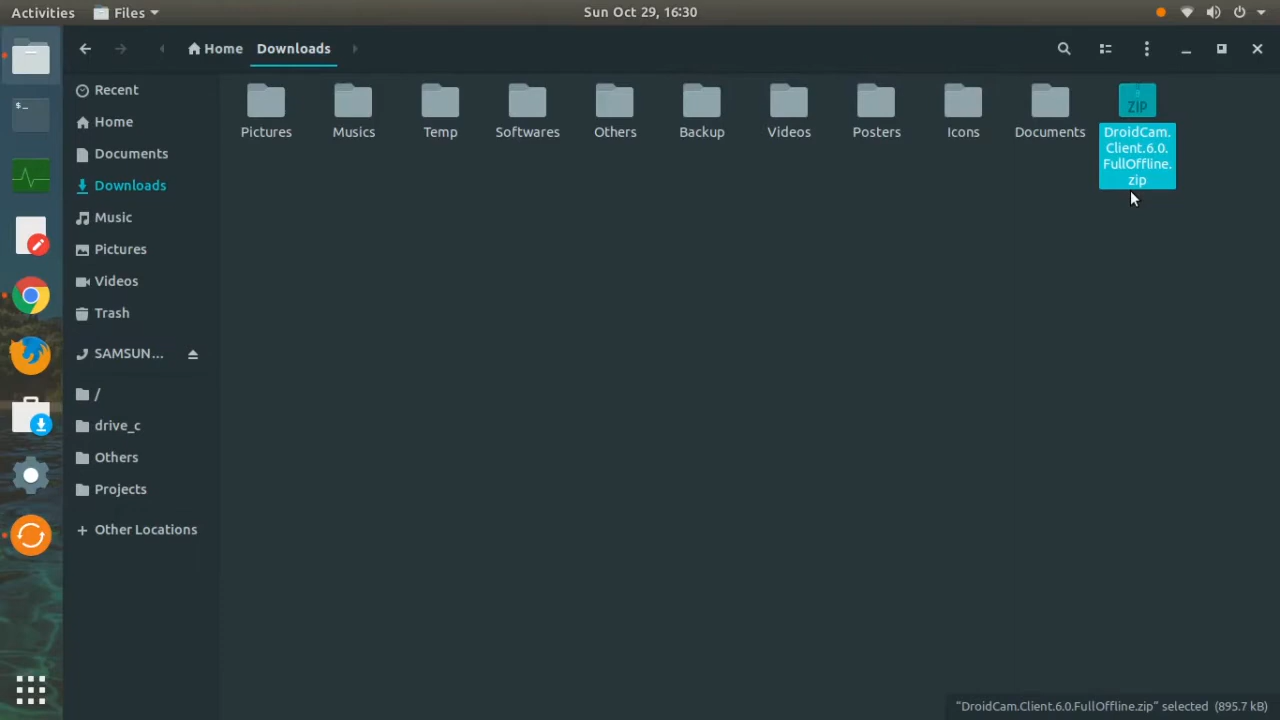 Activities Files Sun Oct 29, 16:30
Home Downloads
Recent
Home
Documents
Downloads
Music
Pictures
Videos
Trash
SAMSUN...
/
drive_c
Others
Projects
+ Other Locations
Pictures Musics Temp Softwares Others Backup Videos Posters Icons Documents
ZIP
DroidCam.
Client.6.0.
FullOffline.
zip
$_
"DroidCam.Client.6.0.FullOffline.zip" selected (895.7 kB)